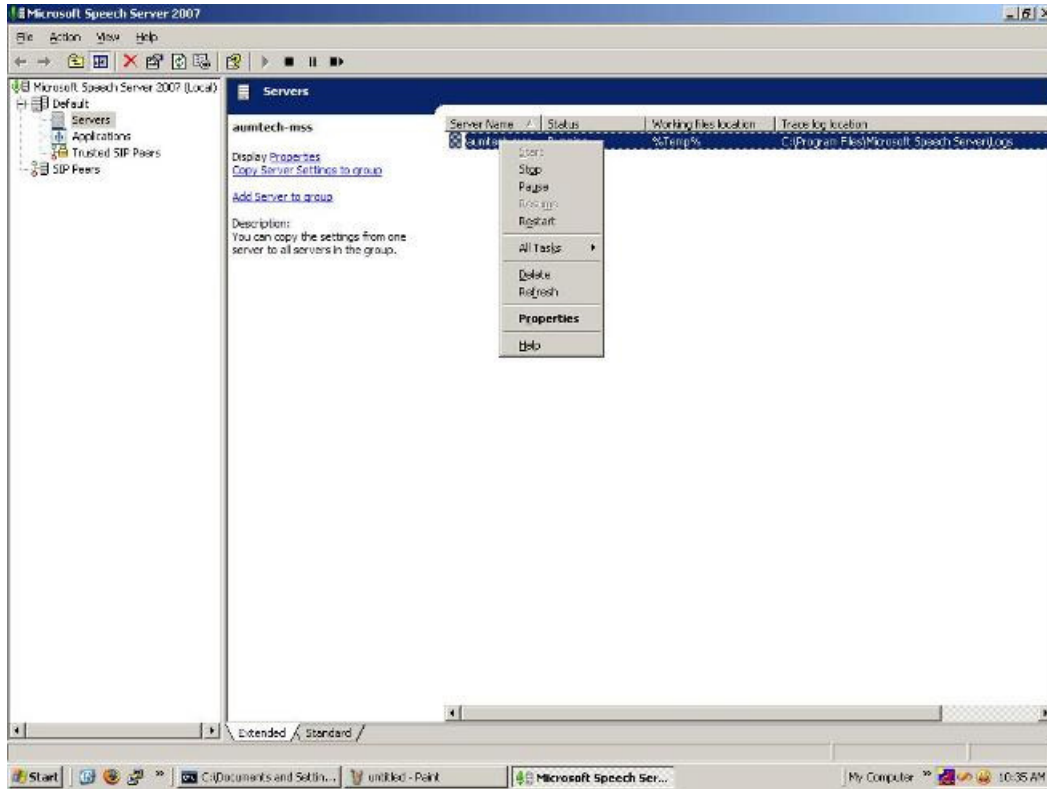 Microsoft Speech Server 2007
File Action View Help
Microsoft Speech Server 2007 (Local)
Default
Servers
Applications
Trusted SIP Peers
SIP Peers
Servers
aumtech-mss
Display Properties
Copy Server Settings to group
Add Server to group
Description:
You can copy the settings from one
server to all servers in the group.
Server Name Status Working files location Trace log location
%Temp% C:\Program Files\Microsoft Speech Server\Logs
Start
Stop
Pause
Resume
Restart
All Tasks
Delete
Refresh
Properties
Help
Extended Standard
Start C:\Documents and Settin... untitled - Paint Microsoft Speech Ser... My Computer 10:35 AM